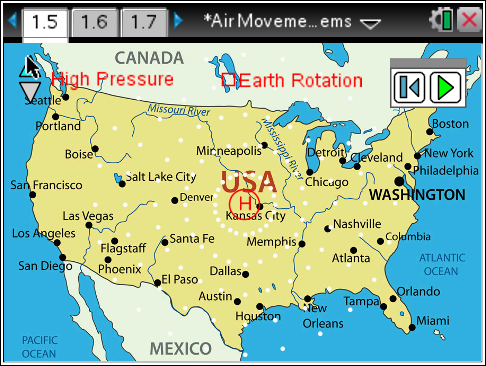 1.5 1.6 1.7 *Air Moveme...ems
CANADA
High Pressure
Earth Rotation
Seattle
Missouri River
Portland
Boston
Minneapolis
Mississippi River
Boise
Detroit
Cleveland
New York
Philadelphia
Salt Lake City
USA
Chicago
San Francisco
Denver
H
Kansas City
WASHINGTON
Las Vegas
Nashville
Los Angeles
Flagstaff
Santa Fe
Memphis
Columbia
San Diego
Phoenix
Atlanta
ATLANTIC
OCEAN
El Paso
Dallas
Austin
Houston
New
Orleans
Tampa
Orlando
Miami
PACIFIC
OCEAN
MEXICO